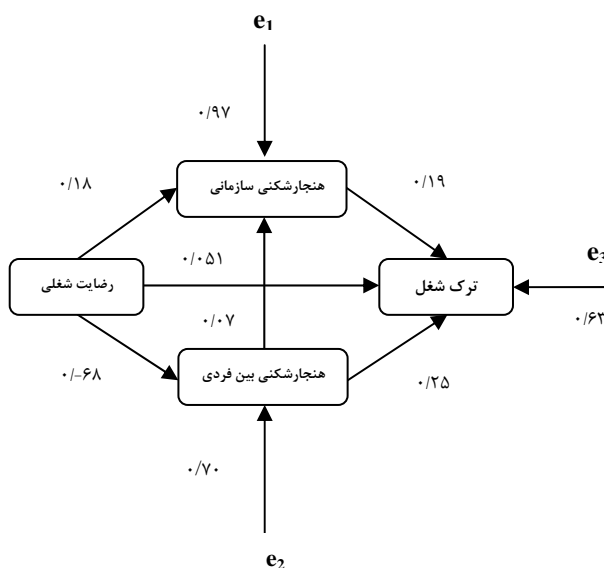 e₁
۰/۹۷
هنجارشکنی سازمانی
۰/۱۸
۰/۱۹
۰/۰۵۱
e₃
رضایت شغلی
ترک شغل
۰/۰۷
۰/۶۳
هنجارشکنی بین فردی
۰/-۶۸
۰/۲۵
۰/۷۰
e₂